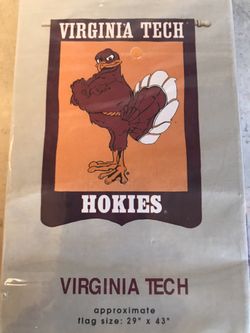 VIRGINIA TECH
HOKIES
VIRGINIA TECH
approximate
flag size: 29" x 43"